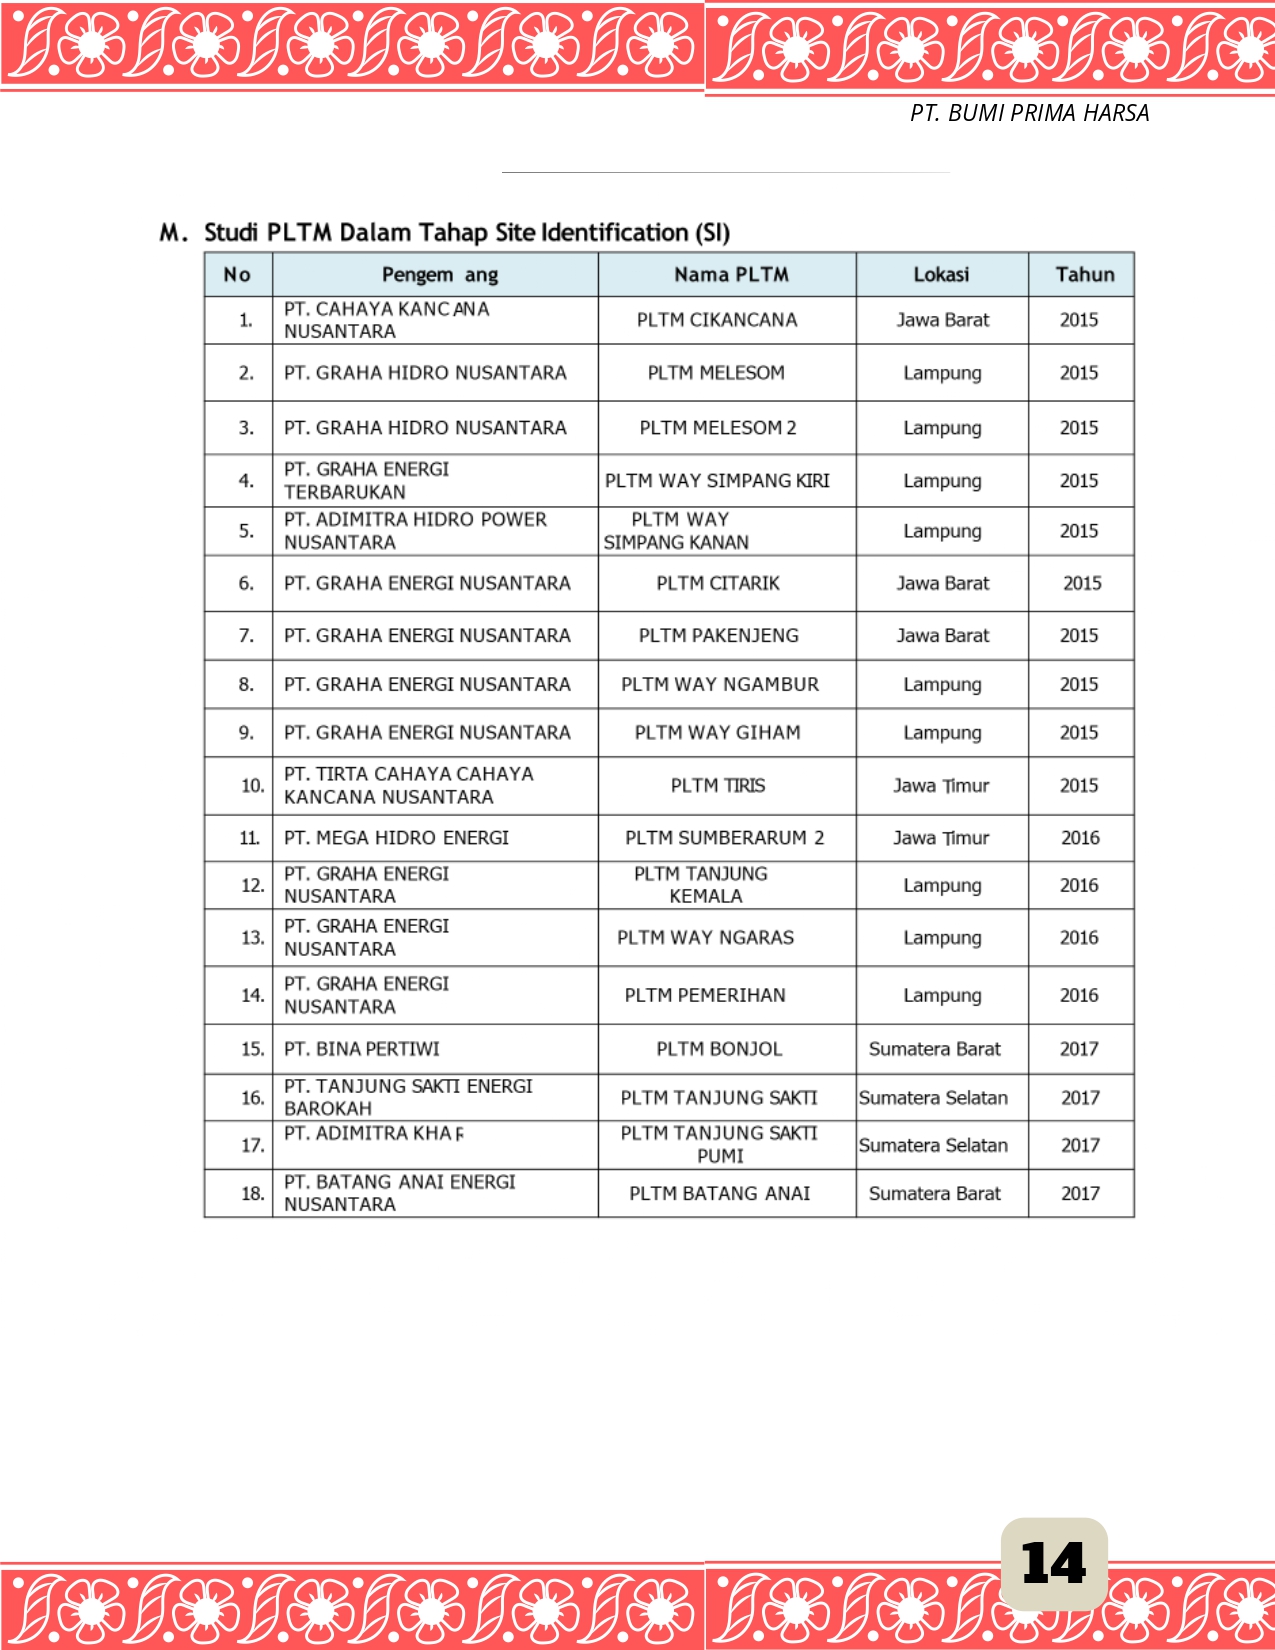 PT. BUMI PRIMA HARSA
M. Studi PLTM Dalam Tahap Site Identification (SI)
No Pengem ang Nama PLTM Lokasi Tahun
1. PT. CAHAYA KANCANA NUSANTARA PLTM CIKANCANA Jawa Barat 2015
2. PT. GRAHA HIDRO NUSANTARA PLTM MELESOM Lampung 2015
3. PT. GRAHA HIDRO NUSANTARA PLTM MELESOM 2 Lampung 2015
4. PT. GRAHA ENERGI TERBARUKAN PLTM WAY SIMPANG KIRI Lampung 2015
5. PT. ADIMITRA HIDRO POWER NUSANTARA PLTM WAY SIMPANG KANAN Lampung 2015
6. PT. GRAHA ENERGI NUSANTARA PLTM CITARIK Jawa Barat 2015
7. PT. GRAHA ENERGI NUSANTARA PLTM PAKENJENG Jawa Barat 2015
8. PT. GRAHA ENERGI NUSANTARA PLTM WAY NGAMBUR Lampung 2015
9. PT. GRAHA ENERGI NUSANTARA PLTM WAY GIHAM Lampung 2015
10. PT. TIRTA CAHAYA CAHAYA KANCANA NUSANTARA PLTM TIRIS Jawa Timur 2015
11. PT. MEGA HIDRO ENERGI PLTM SUMBERARUM 2 Jawa Timur 2016
12. PT. GRAHA ENERGI NUSANTARA PLTM TANJUNG KEMALA Lampung 2016
13. PT. GRAHA ENERGI NUSANTARA PLTM WAY NGARAS Lampung 2016
14. PT. GRAHA ENERGI NUSANTARA PLTM PEMERIHAN Lampung 2016
15. PT. BINA PERTIWI PLTM BONJOL Sumatera Barat 2017
16. PT. TANJUNG SAKTI ENERGI BAROKAH PLTM TANJUNG SAKTI Sumatera Selatan 2017
17. PT. ADIMITRA PLTM TANJUNG SAKTI PUMI Sumatera Selatan 2017
18. PT. BATANG ANAI ENERGI NUSANTARA PLTM BATANG ANAI Sumatera Barat 2017
14